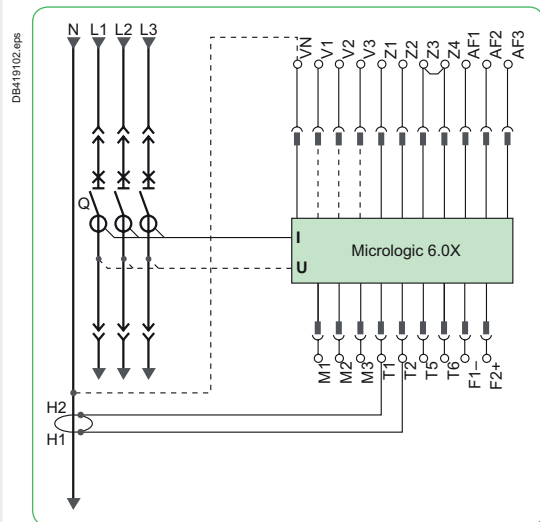 DB419102.eps
N L1 L2 L3
VN V1 V2 V3 Z1 Z2 Z3 Z4 AF1 AF2 AF3
Q
I
Micrologic 6.0X
U
M1 M2 M3 T1 T2 T5 T6 F1– F2+
H2
H1